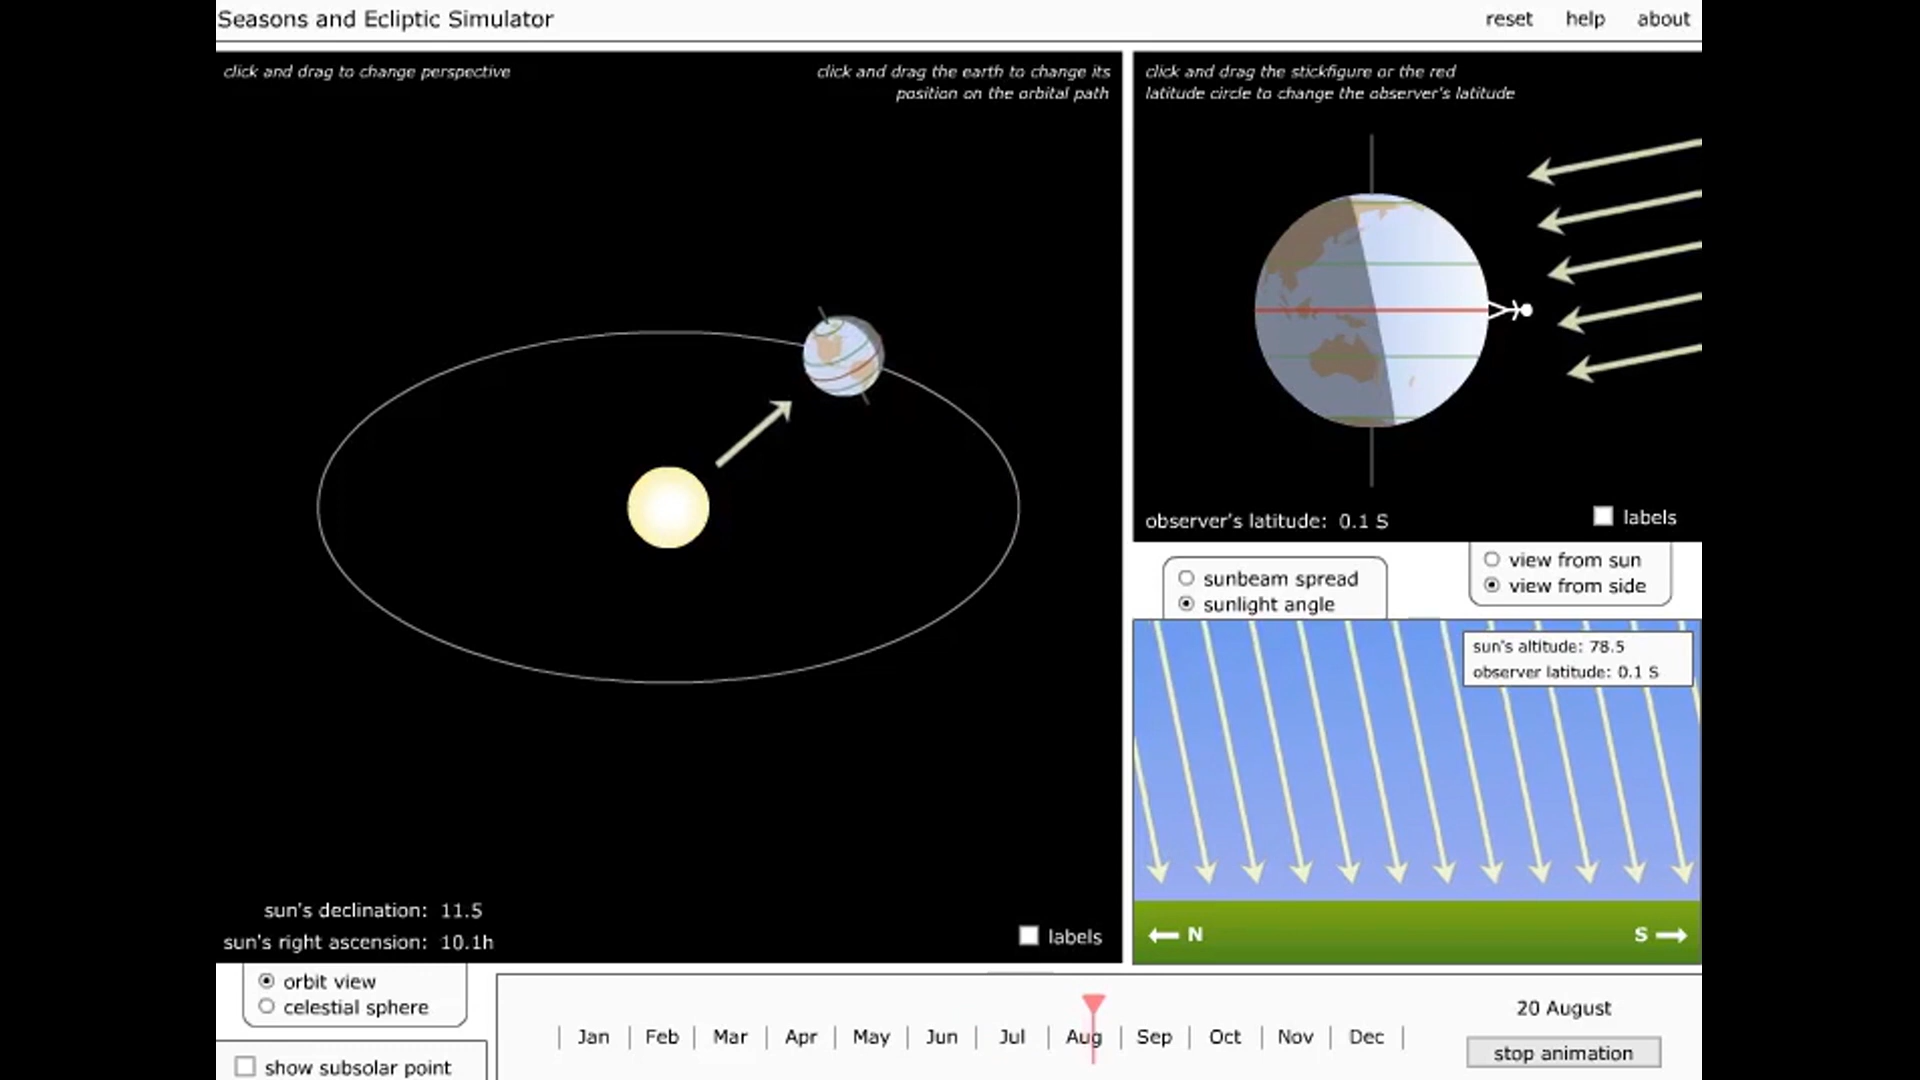 Seasons and Ecliptic Simulator
reset help about
click and drag to change perspective
click and drag the earth to change its
position on the orbital path
click and drag the stickfigure or the red
latitude circle to change the observer's latitude
observer's latitude: 0.1 S
labels
view from sun
view from side
sunbeam spread
sunlight angle
sun's altitude: 78.5
observer latitude: 0.1 S
N
S
sun's declination: 11.5
sun's right ascension: 10.1h
labels
orbit view
celestial sphere
show subsolar point
Jan Feb Mar Apr May Jun Jul Aug Sep Oct Nov Dec
20 August
stop animation